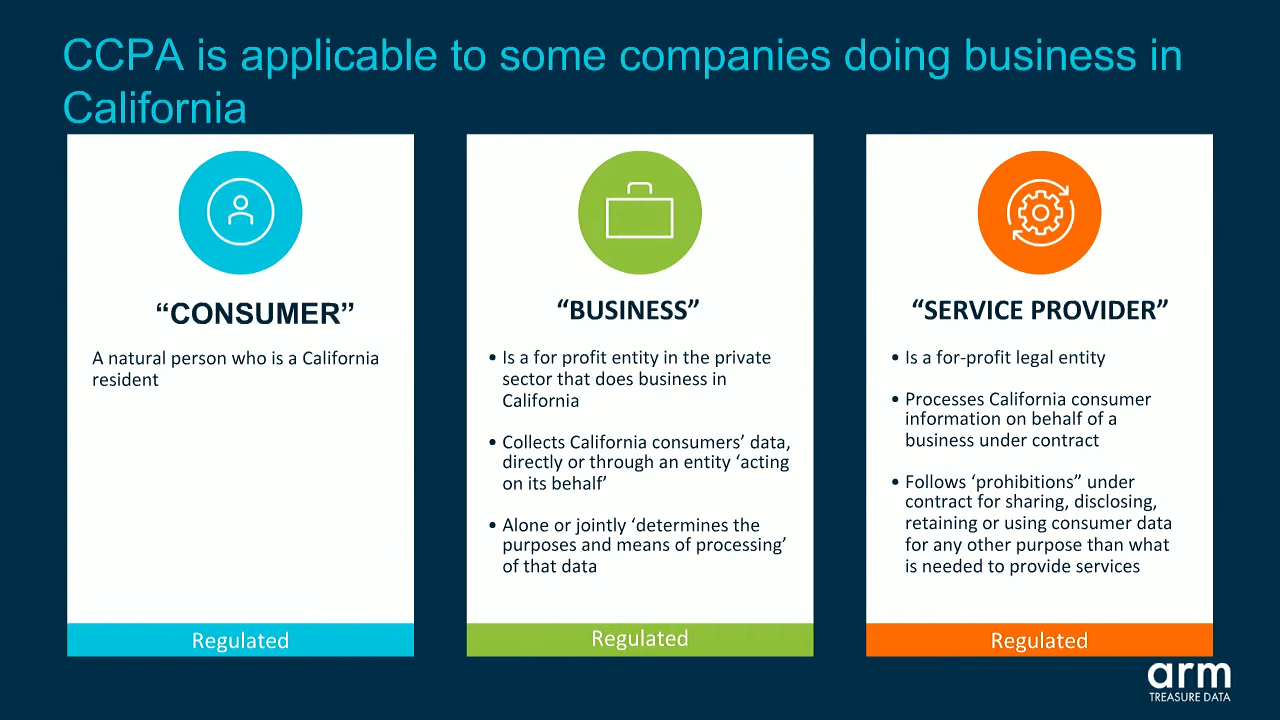 CCPA is applicable to some companies doing business in
California
“CONSUMER”
A natural person who is a California
resident
Regulated
“BUSINESS”
• Is a for profit entity in the private
sector that does business in
California
• Collects California consumers’ data,
directly or through an entity ‘acting
on its behalf’
• Alone or jointly ‘determines the
purposes and means of processing’
of that data
Regulated
“SERVICE PROVIDER”
• Is a for-profit legal entity
• Processes California consumer
information on behalf of a
business under contract
• Follows ‘prohibitions” under
contract for sharing, disclosing,
retaining or using consumer data
for any other purpose than what
is needed to provide services
Regulated
arm
TREASURE DATA